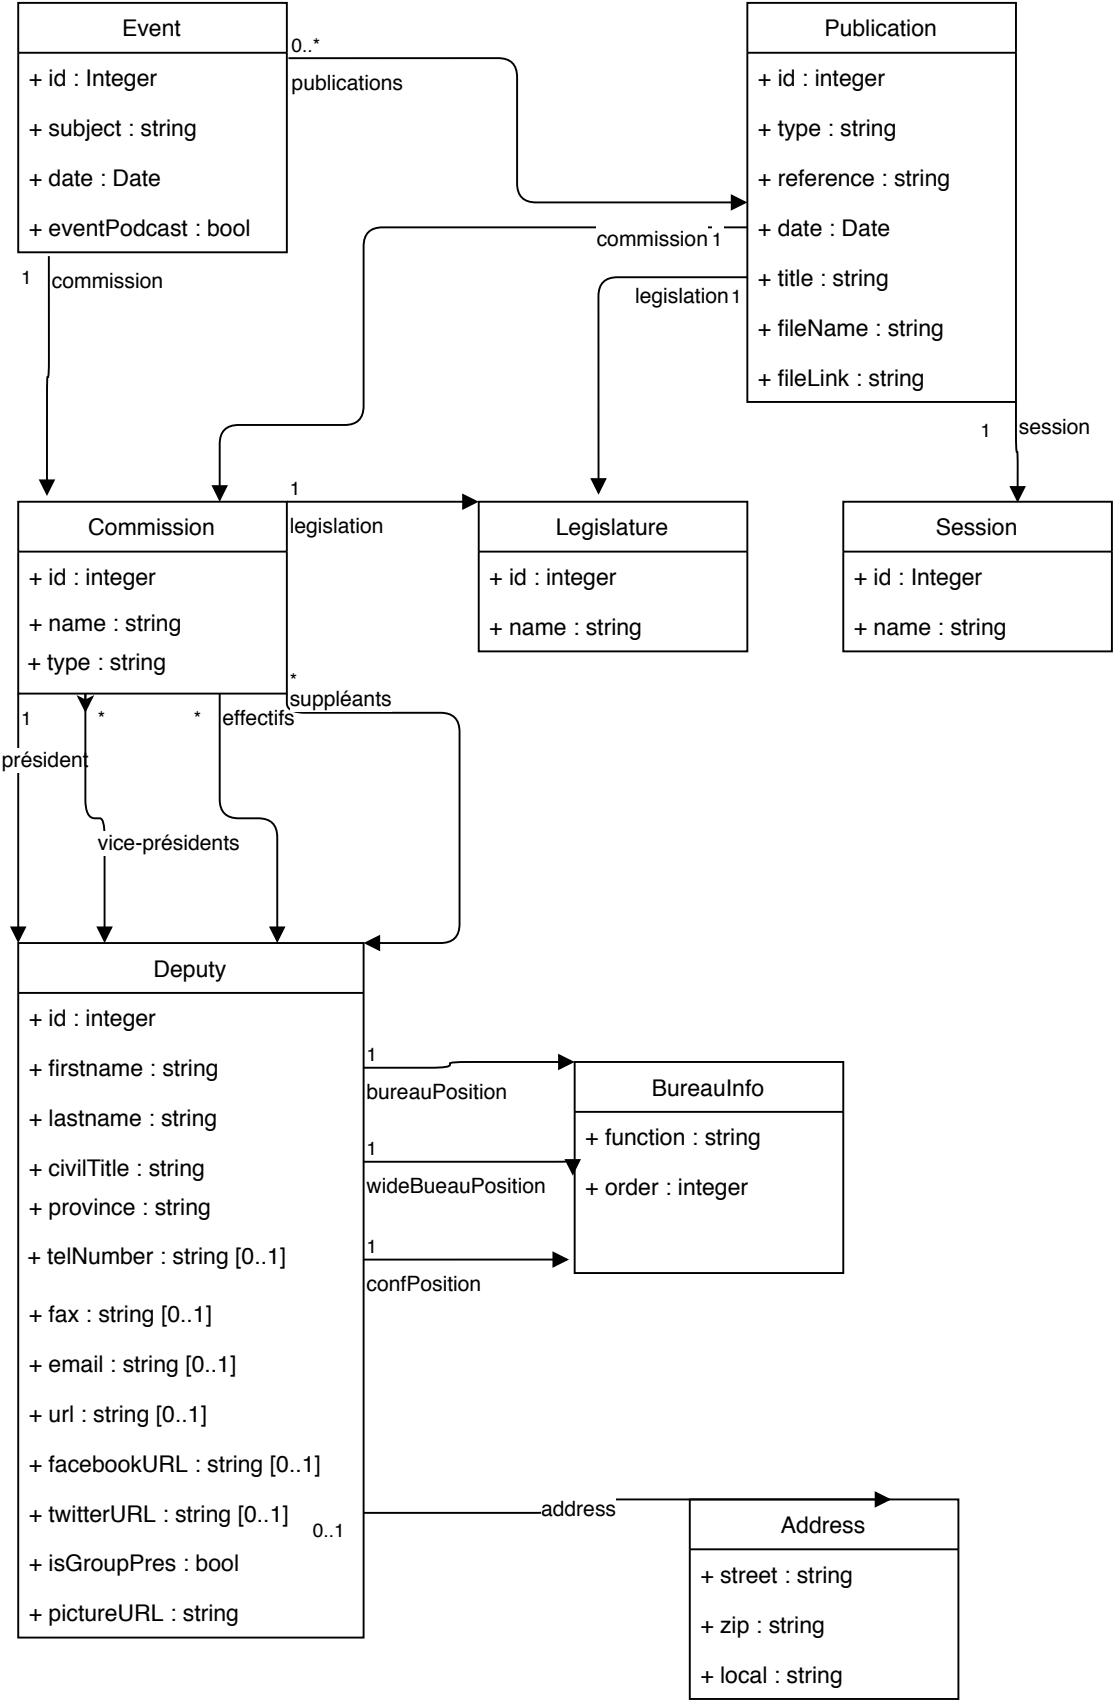 Event
+ id : Integer
+ subject : string
+ date : Date
+ eventPodcast : bool
0..*
publications
Publication
+ id : integer
+ type : string
+ reference : string
+ date : Date
+ title : string
+ fileName : string
+ fileLink : string
commission 1
legislation 1
1 commission
1 session
Commission
+ id : integer
+ name : string
+ type : string
1
legislation
Legislature
+ id : integer
+ name : string
Session
+ id : Integer
+ name : string
*
suppléants
1
président
*
vice-présidents
* effectifs
Deputy
+ id : integer
+ firstname : string
+ lastname : string
+ civilTitle : string
+ province : string
+ telNumber : string [0..1]
+ fax : string [0..1]
+ email : string [0..1]
+ url : string [0..1]
+ facebookURL : string [0..1]
+ twitterURL : string [0..1]
+ isGroupPres : bool
+ pictureURL : string
1
bureauPosition
1
wideBueauPosition
1
confPosition
BureauInfo
+ function : string
+ order : integer
0..1
address
Address
+ street : string
+ zip : string
+ local : string